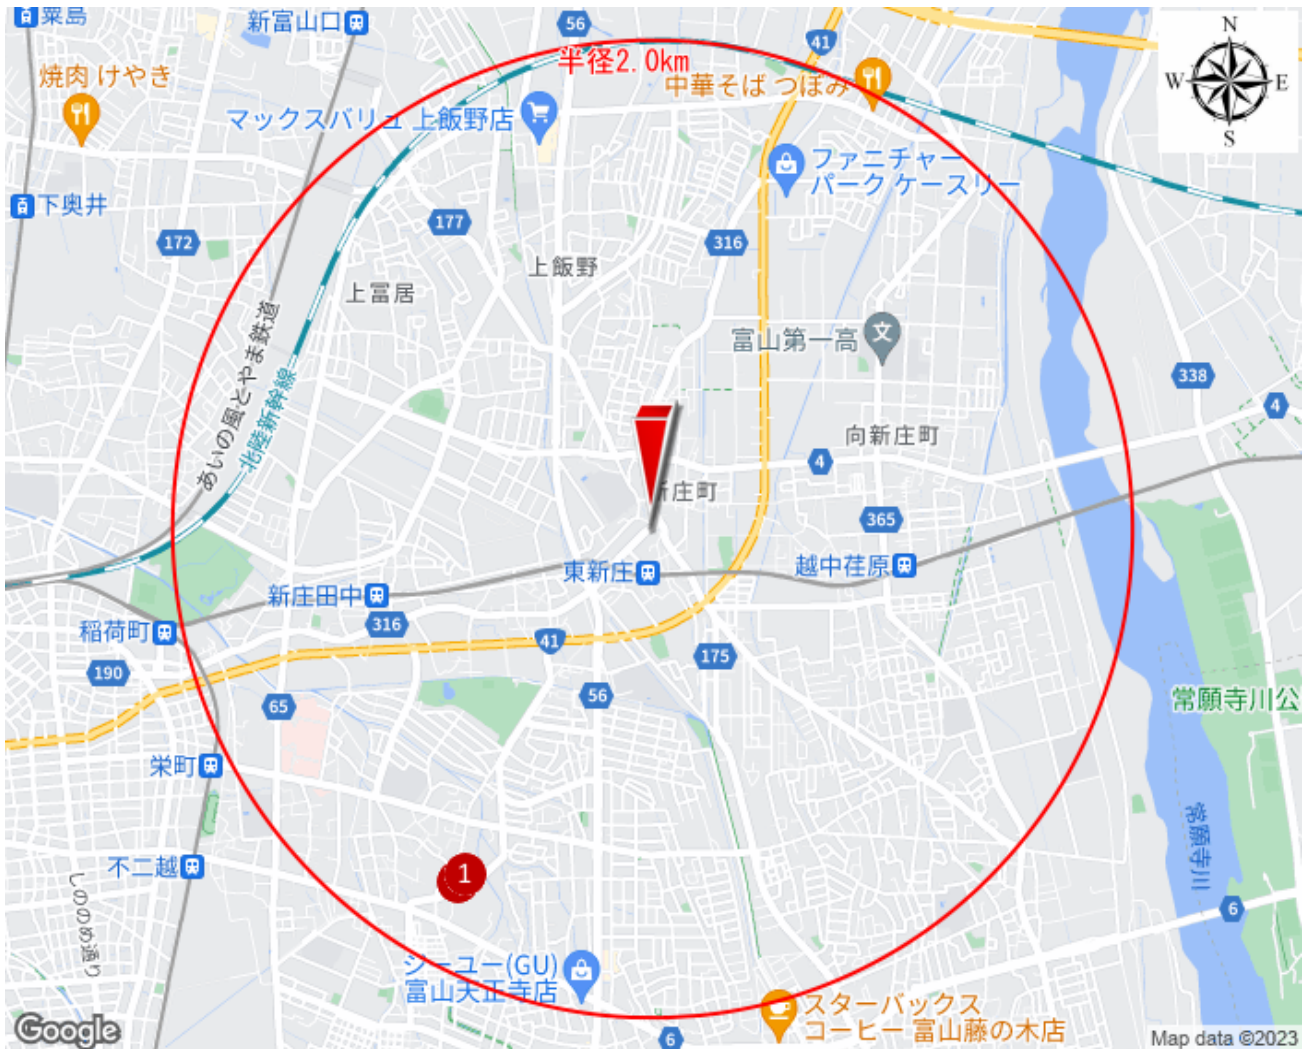 粟島
新富山口
56
41
N
W
E
S
半径2.0km
焼肉 けやき
中華そば つぼみ
マックスバリュ 上飯野店
ファニチャー
パーク ケースリー
下奥井
172
177
316
上飯野
上冨居
あいの風とやま鉄道
北陸新幹線
富山第一高
338
4
向新庄町
4
新庄町
365
東新庄
越中荏原
新庄田中
316
稲荷町
41
175
190
65
56
常願寺川公
栄町
常願寺川
不二越
1
しののめ通り
6
ジーユー(GU)
富山天正寺店
スターバックス
コーヒー 富山藤の木店
6
Google
Map data ©2023